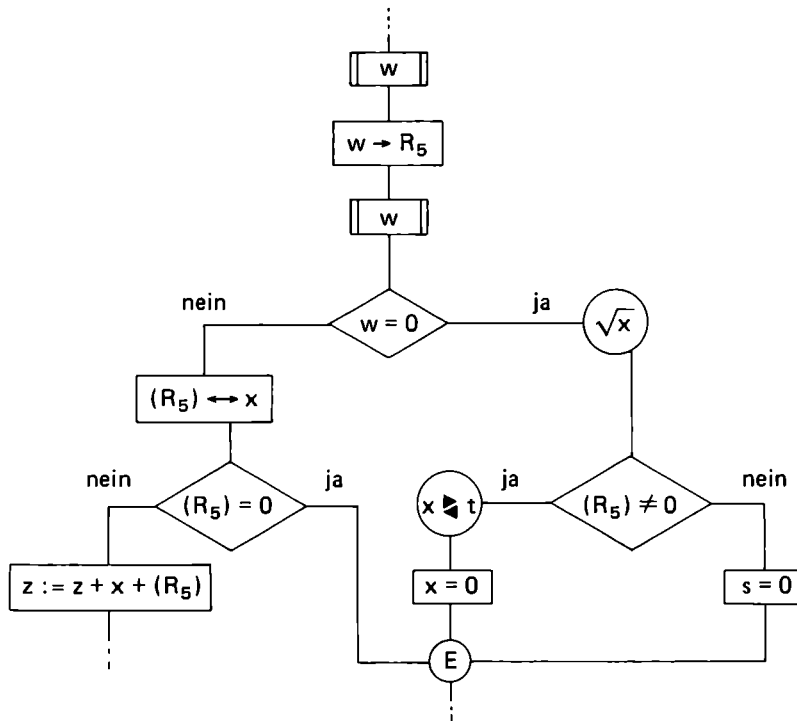 w
w → R₅
w
nein
w = 0
ja
√x
(R₅) ↔ x
nein
(R₅) = 0
ja
x ⯈⯇ t
ja
(R₅) ≠ 0
nein
z := z + x + (R₅)
x = 0
s = 0
E